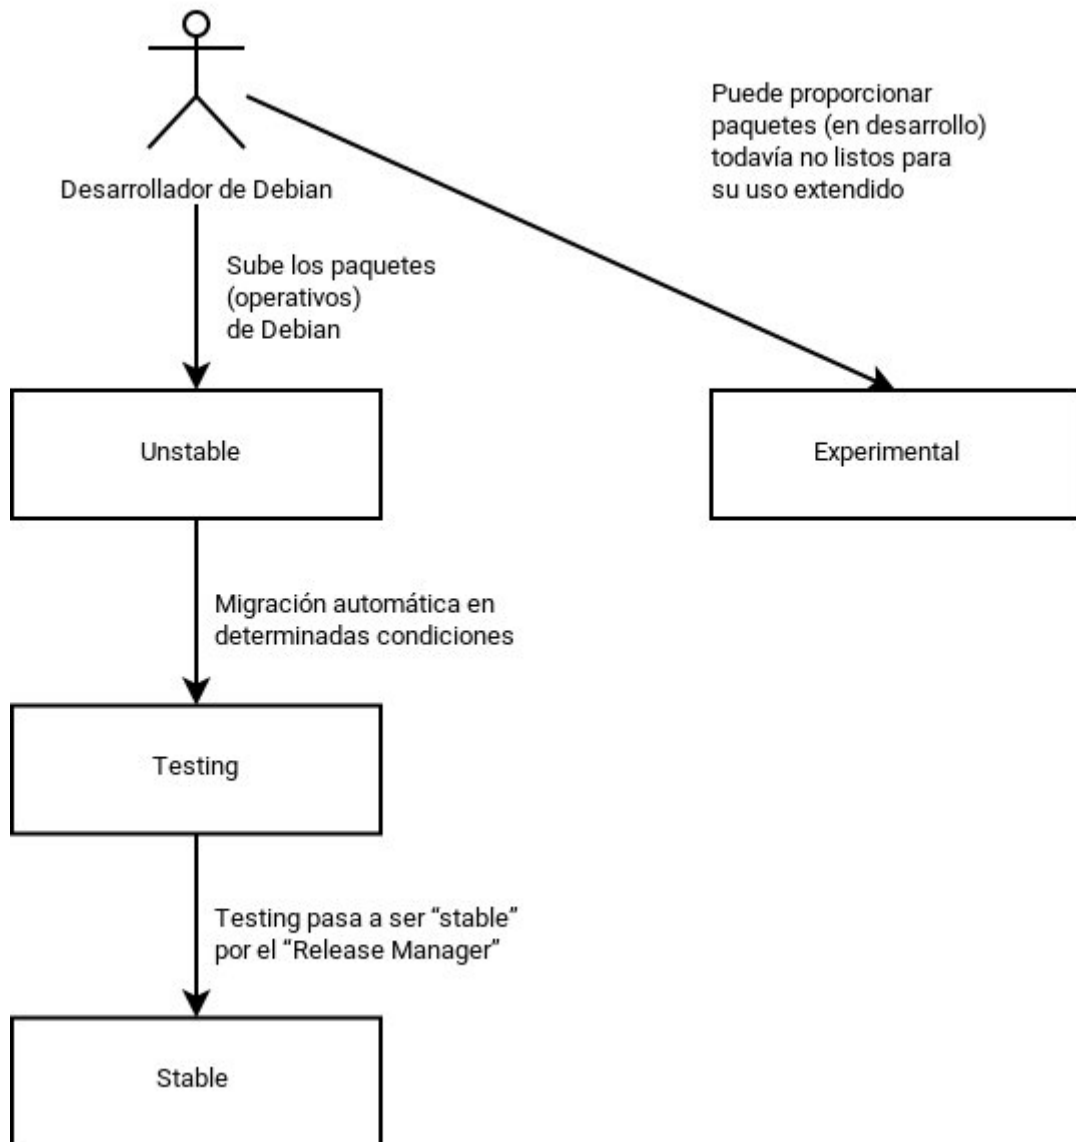 Puede proporcionar
paquetes (en desarrollo)
todavía no listos para
su uso extendido
Desarrollador de Debian
Sube los paquetes
(operativos)
de Debian
Unstable
Experimental
Migración automática en
determinadas condiciones
Testing
Testing pasa a ser “stable”
por el “Release Manager”
Stable